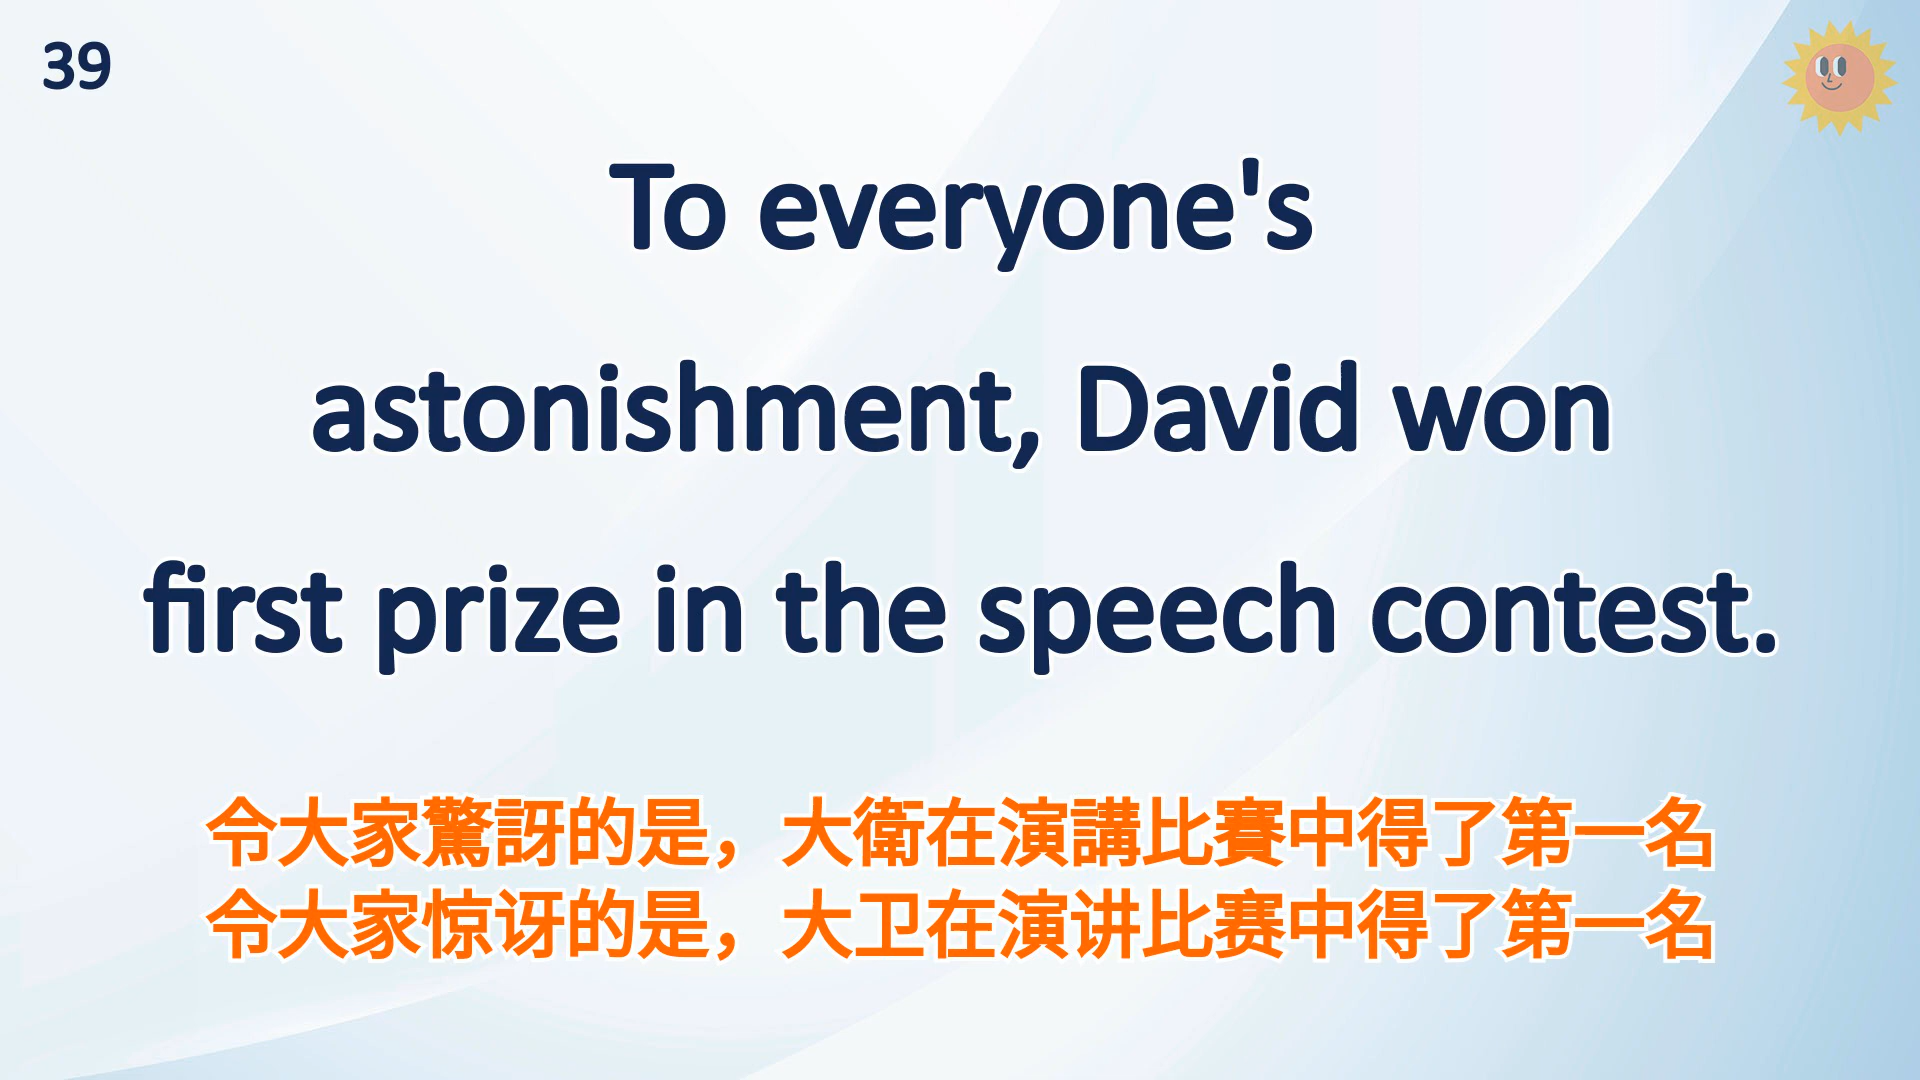 39
To everyone's
astonishment, David won
first prize in the speech contest.
令大家驚訝的是，大衛在演講比賽中得了第一名
令大家惊讶的是，大卫在演讲比赛中得了第一名